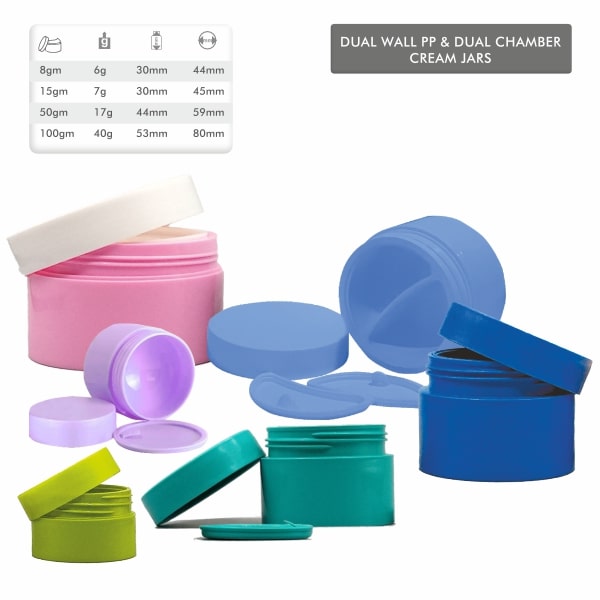 DUAL WALL PP & DUAL CHAMBER
CREAM JARS
g
8gm 6g 30mm 44mm
15gm 7g 30mm 45mm
50gm 17g 44mm 59mm
100gm 40g 53mm 80mm